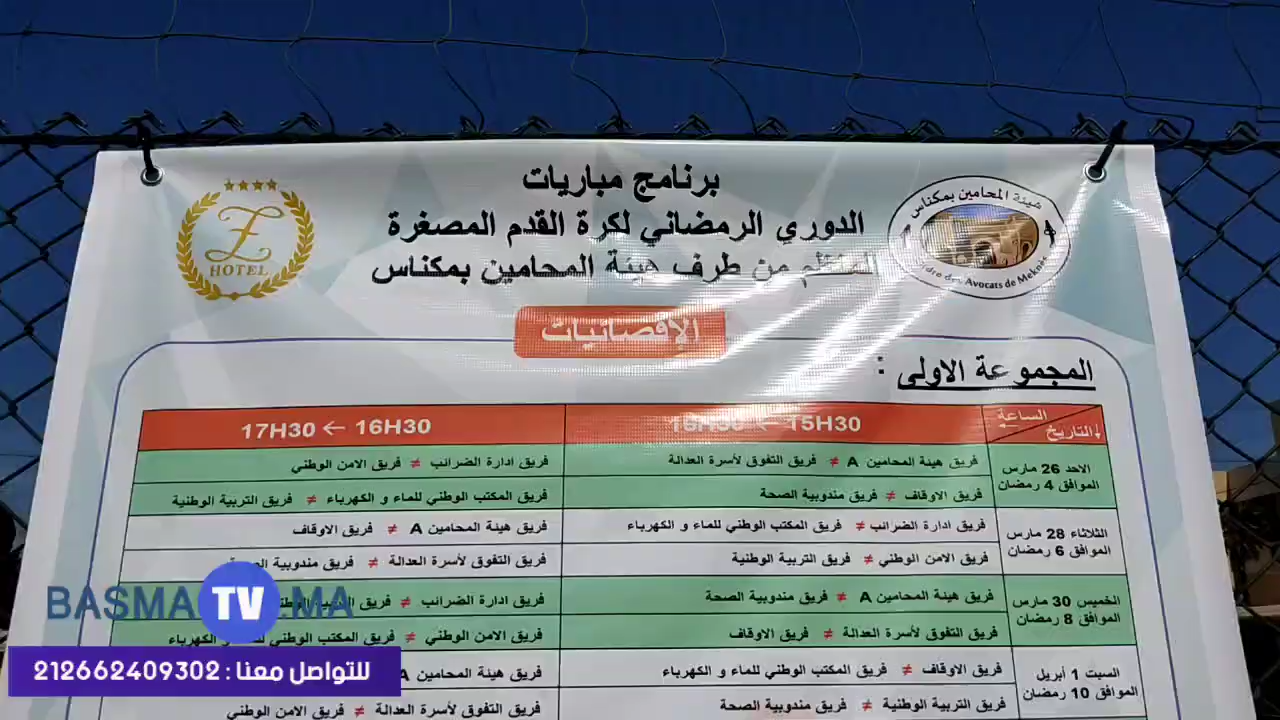 برنامج مباريات
الدوري الرمضاني لكرة القدم المصغرة
المنظم من طرف هيئة المحامين بمكناس
هيئة المحامين بمكناس
Ordre des Avocats de Meknès
Z
HOTEL
الإقصائيات
المجموعة الاولى :
الساعة
التاريخ
15H30 ← 16H30
16H30 ← 17H30
الاحد 26 مارس
الموافق 4 رمضان
فريق هيئة المحامين A ≠ فريق التفوق لأسرة العدالة
فريق ادارة الضرائب ≠ فريق الامن الوطني
فريق الاوقاف ≠ فريق مندوبية الصحة
فريق المكتب الوطني للماء و الكهرباء ≠ فريق التربية الوطنية
الثلاثاء 28 مارس
الموافق 6 رمضان
فريق ادارة الضرائب ≠ فريق المكتب الوطني للماء و الكهرباء
فريق هيئة المحامين A ≠ فريق الاوقاف
فريق الامن الوطني ≠ فريق التربية الوطنية
فريق التفوق لأسرة العدالة ≠ فريق مندوبية الصحة
الخميس 30 مارس
الموافق 8 رمضان
فريق هيئة المحامين A ≠ فريق مندوبية الصحة
فريق ادارة الضرائب ≠
فريق التفوق لأسرة العدالة ≠ فريق الاوقاف
فريق الامن الوطني ≠ فريق المكتب الوطني للماء و الكهرباء
السبت 1 أبريل
الموافق 10 رمضان
فريق الاوقاف ≠ فريق المكتب الوطني للماء و الكهرباء
فريق هيئة المحامين A
فريق التربية الوطنية ≠ فريق مندوبية الصحة
فريق التفوق لأسرة العدالة ≠ فريق الامن الوطني
BASMA TV .MA
للتواصل معنا : 212662409302